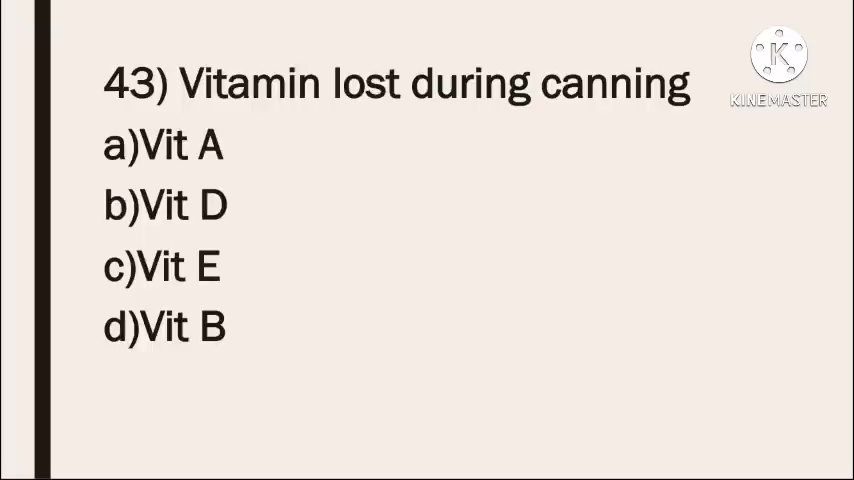 43) Vitamin lost during canning
a)Vit A
b)Vit D
c)Vit E
d)Vit B
K
KINEMASTER